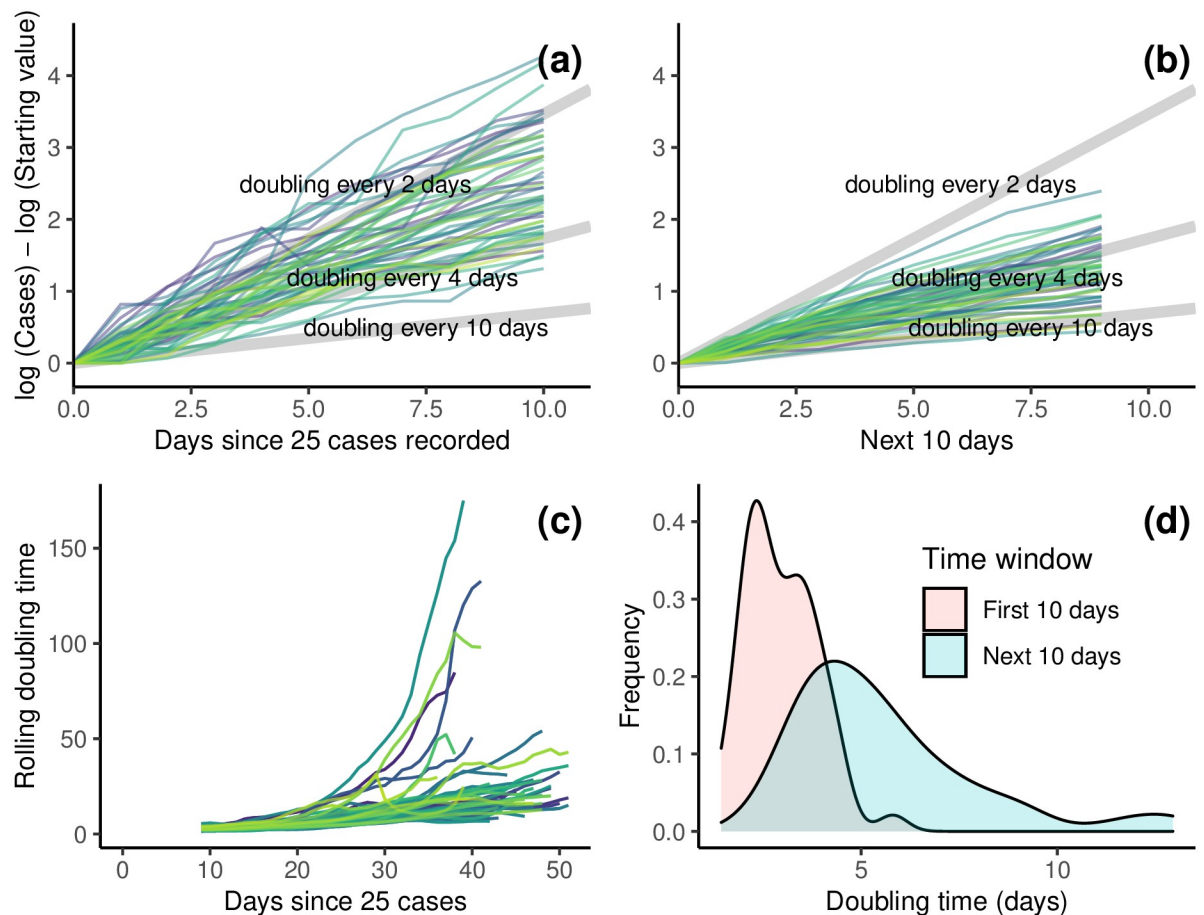 (a)
log (Cases) − log (Starting value)
4
3
2
1
0
doubling every 2 days
doubling every 4 days
doubling every 10 days
0.0 2.5 5.0 7.5 10.0
Days since 25 cases recorded
(b)
4
3
2
1
0
doubling every 2 days
doubling every 4 days
doubling every 10 days
0.0 2.5 5.0 7.5 10.0
Next 10 days
(c)
Rolling doubling time
150
100
50
0
0 10 20 30 40 50
Days since 25 cases
(d)
Frequency
0.4
0.3
0.2
0.1
0.0
Time window
First 10 days
Next 10 days
5 10
Doubling time (days)